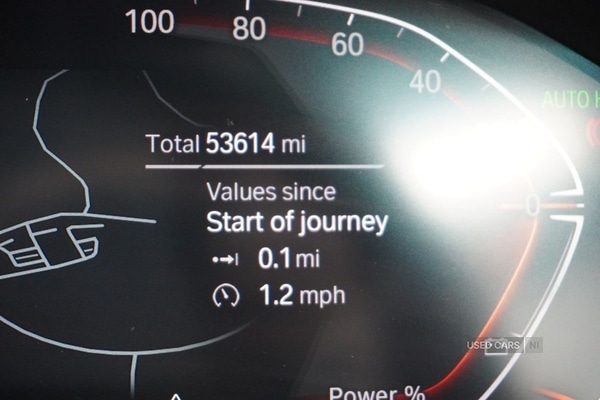 100 80 60 40
AUTO H
Total 53614 mi
Values since
Start of journey
0
0.1 mi
1.2 mph
USED CARS NI
Power %